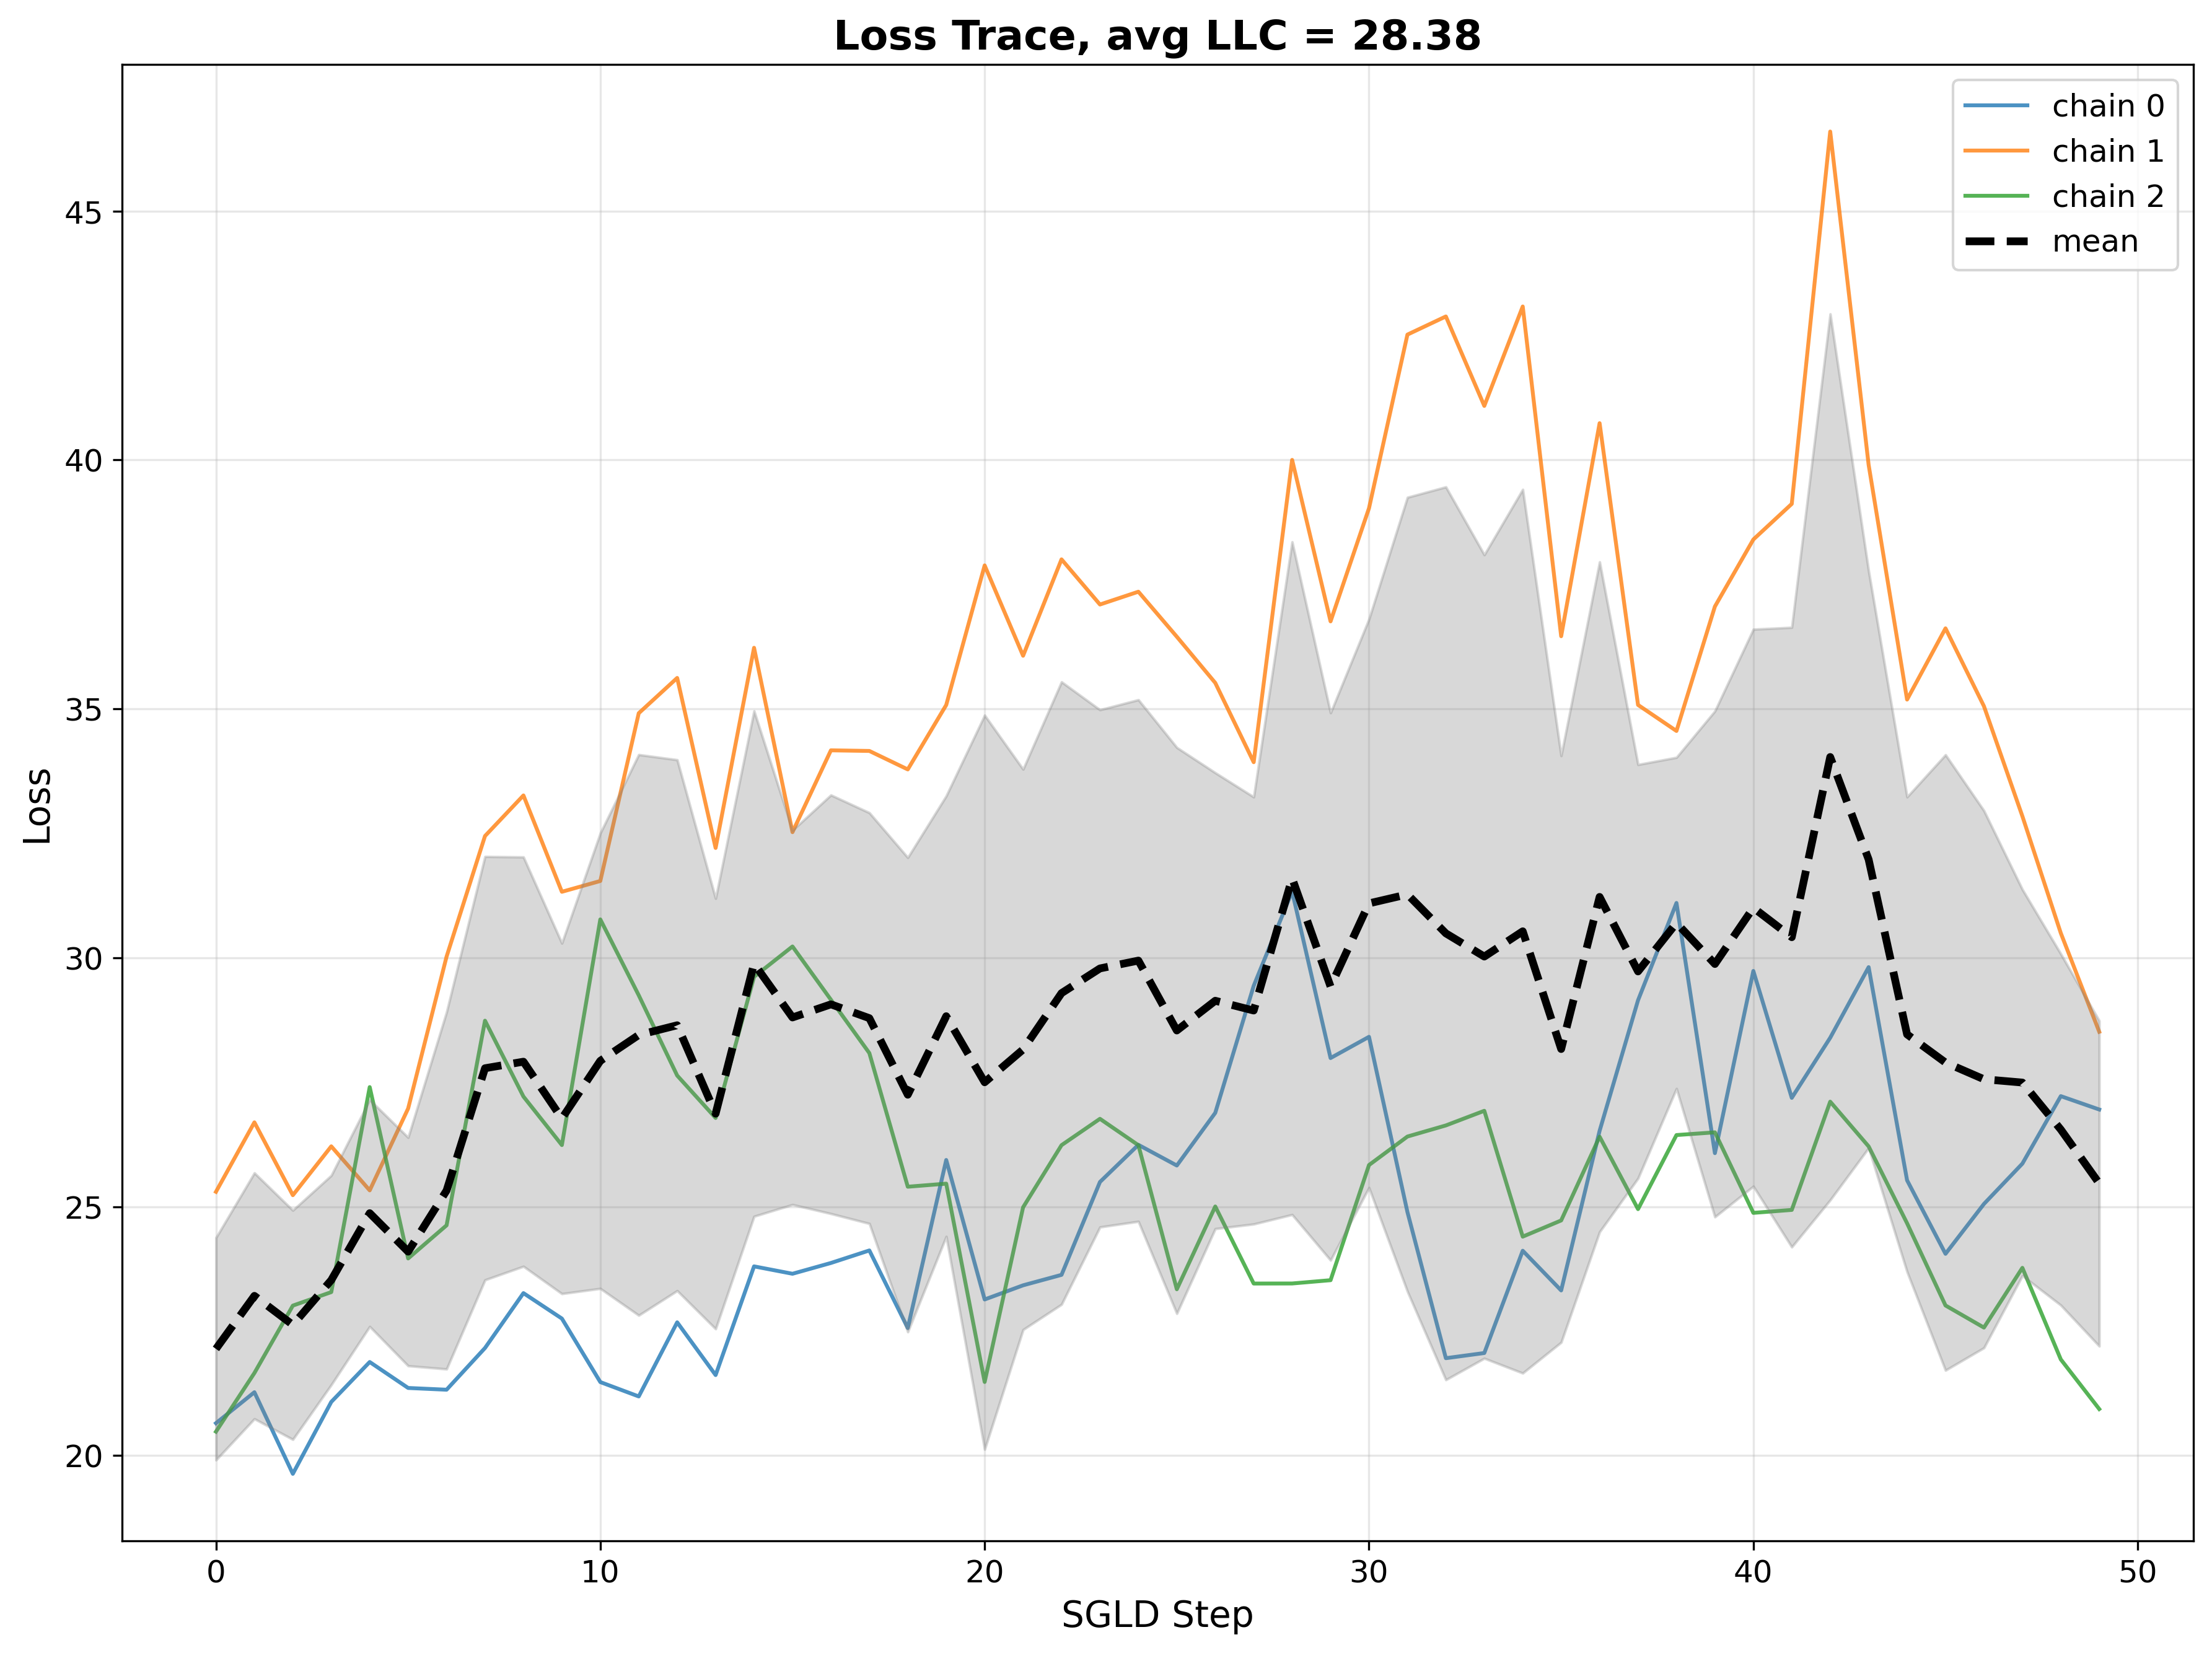 Loss Trace, avg LLC = 28.38
chain 0
chain 1
chain 2
mean
45
40
35
30
25
20
Loss
0 10 20 30 40 50
SGLD Step